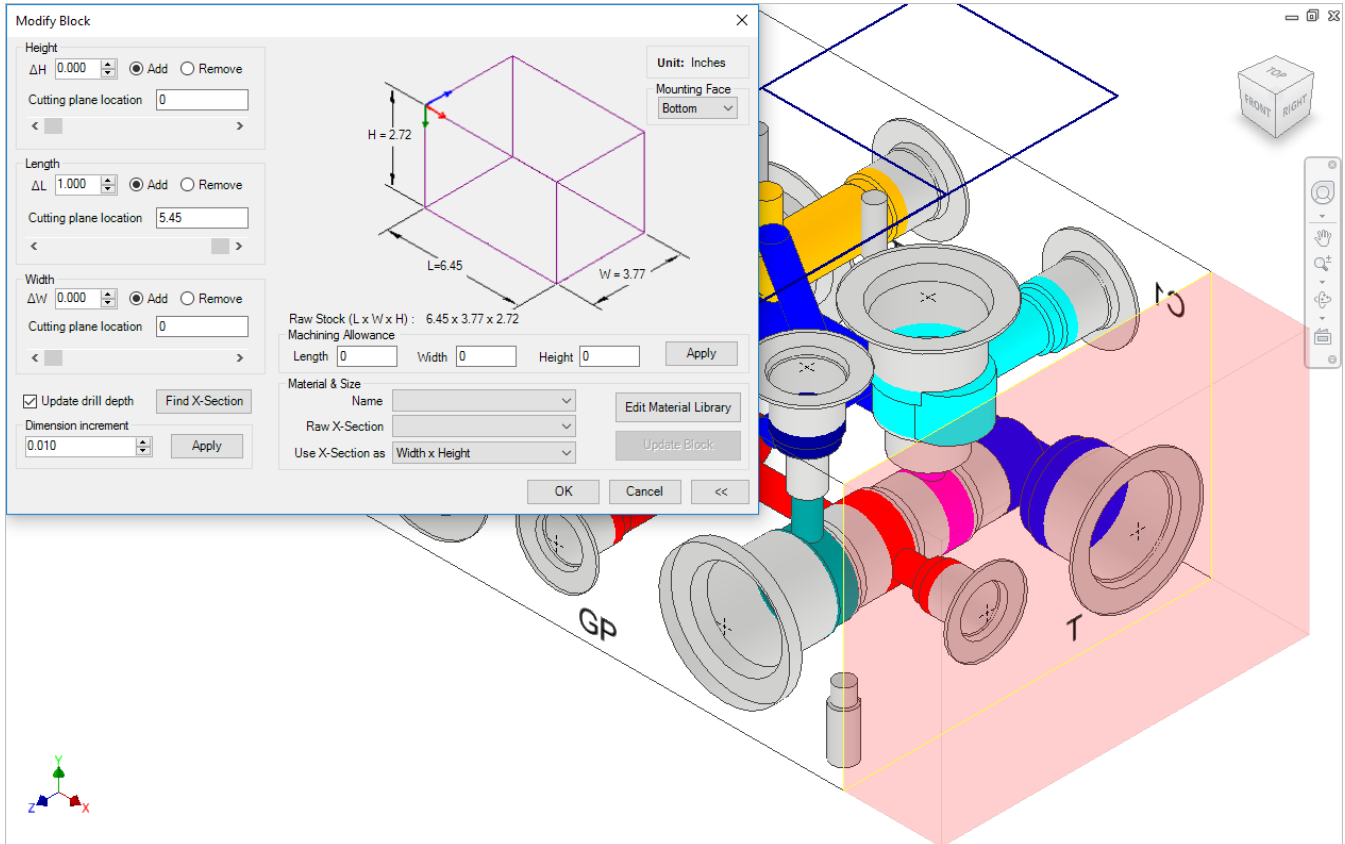 Modify Block
Height
ΔH 0.000 Add Remove
Cutting plane location 0
< >
Length
ΔL 1.000 Add Remove
Cutting plane location 5.45
< >
Width
ΔW 0.000 Add Remove
Cutting plane location 0
< >
Update drill depth Find X-Section
Dimension increment
0.010 Apply
H = 2.72
L=6.45
W = 3.77
Unit: Inches
Mounting Face
Bottom
Raw Stock (L x W x H) : 6.45 x 3.77 x 2.72
Machining Allowance
Length 0 Width 0 Height 0 Apply
Material & Size
Name
Raw X-Section
Use X-Section as Width x Height
Edit Material Library
Update Block
OK Cancel <<
TOP
FRONT RIGHT
C1
GP
T
Y
Z X